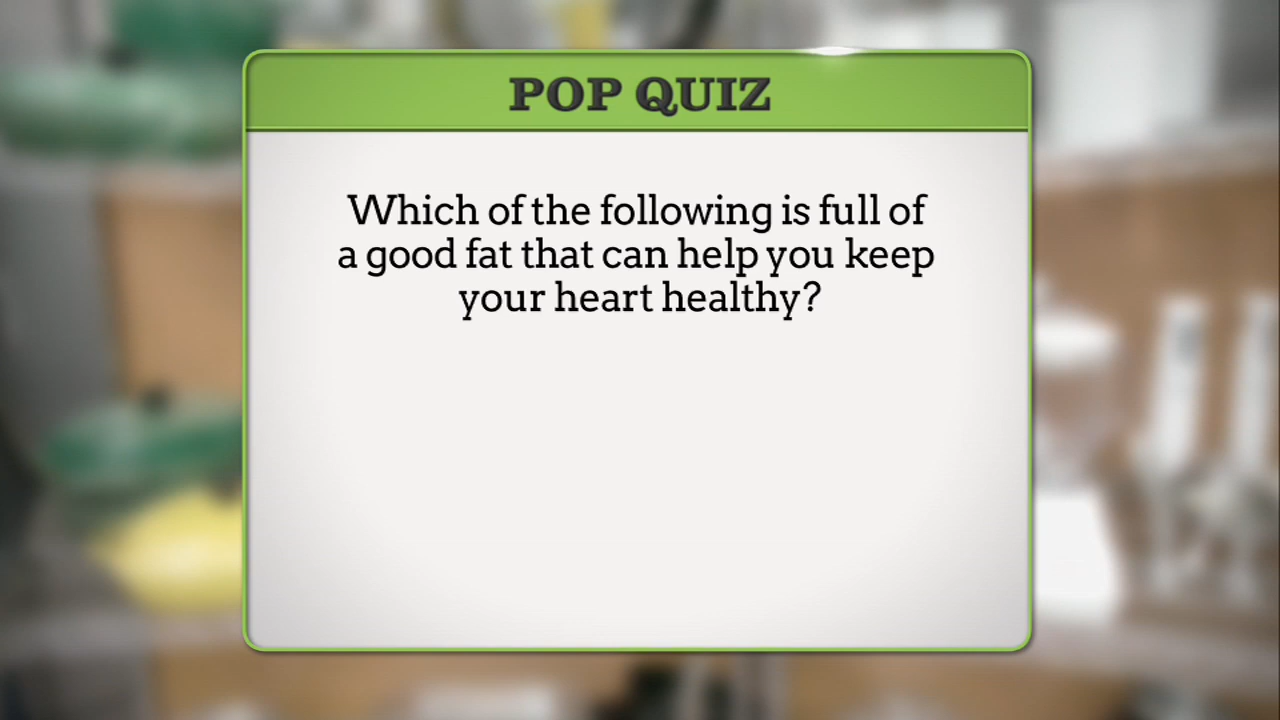 POP QUIZ
Which of the following is full of
a good fat that can help you keep
your heart healthy?